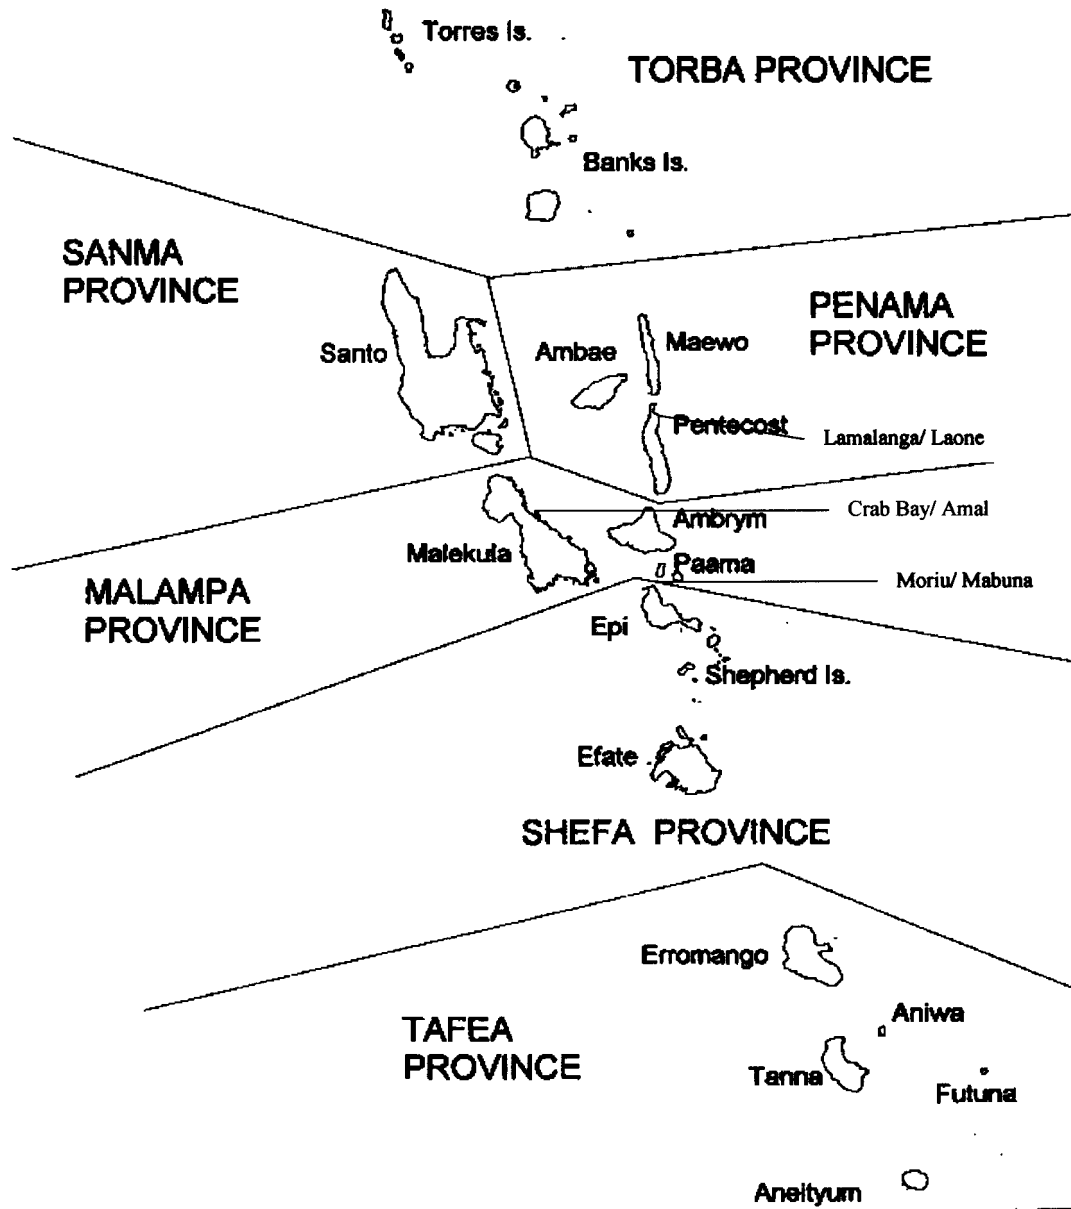 Torres Is.
TORBA PROVINCE
Banks Is.
SANMA
PROVINCE
PENAMA
PROVINCE
Santo
Ambae
Maewo
Pentecost
Lamalanga/ Laone
Crab Bay/ Amal
Ambrym
Malekula
Paama
Moriu/ Mabuna
MALAMPA
PROVINCE
Epi
Shepherd Is.
Efate
SHEFA PROVINCE
Erromango
Aniwa
TAFEA
PROVINCE
Tanna
Futuna
Aneityum